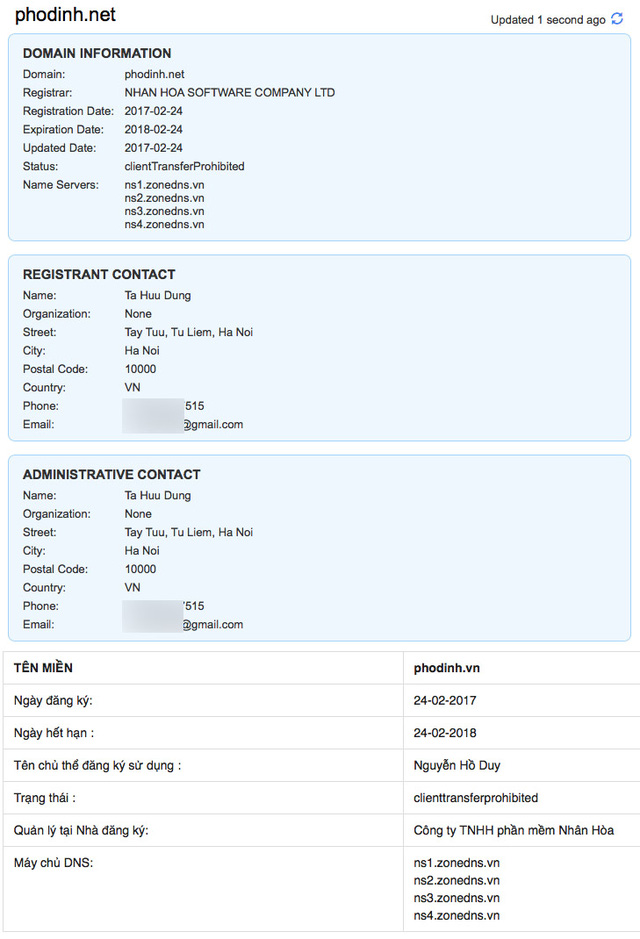 phodinh.net
Updated 1 second ago
DOMAIN INFORMATION
Domain: phodinh.net
Registrar: NHAN HOA SOFTWARE COMPANY LTD
Registration Date: 2017-02-24
Expiration Date: 2018-02-24
Updated Date: 2017-02-24
Status: clientTransferProhibited
Name Servers: ns1.zonedns.vn
ns2.zonedns.vn
ns3.zonedns.vn
ns4.zonedns.vn
REGISTRANT CONTACT
Name: Ta Huu Dung
Organization: None
Street: Tay Tuu, Tu Liem, Ha Noi
City: Ha Noi
Postal Code: 10000
Country: VN
Phone: 515
Email: @gmail.com
ADMINISTRATIVE CONTACT
Name: Ta Huu Dung
Organization: None
Street: Tay Tuu, Tu Liem, Ha Noi
City: Ha Noi
Postal Code: 10000
Country: VN
Phone: 515
Email: @gmail.com
TÊN MIỀN phodinh.vn
Ngày đăng ký: 24-02-2017
Ngày hết hạn : 24-02-2018
Tên chủ thể đăng ký sử dụng : Nguyễn Hồ Duy
Trạng thái : clienttransferprohibited
Quản lý tại Nhà đăng ký: Công ty TNHH phần mềm Nhân Hòa
Máy chủ DNS: ns1.zonedns.vn
ns2.zonedns.vn
ns3.zonedns.vn
ns4.zonedns.vn